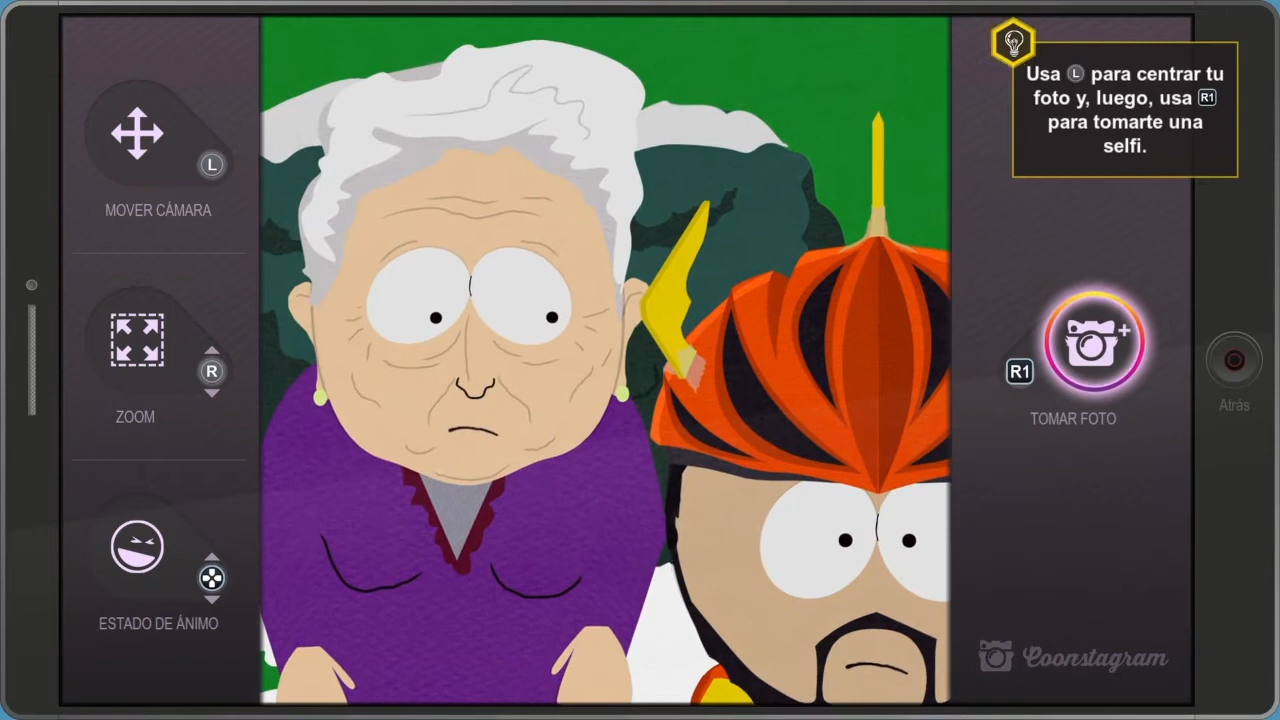 MOVER CÁMARA
L
ZOOM
R
ESTADO DE ÁNIMO
Usa L para centrar tu
foto y, luego, usa R1
para tomarte una
selfi.
R1
TOMAR FOTO
Atrás
Coonstagram